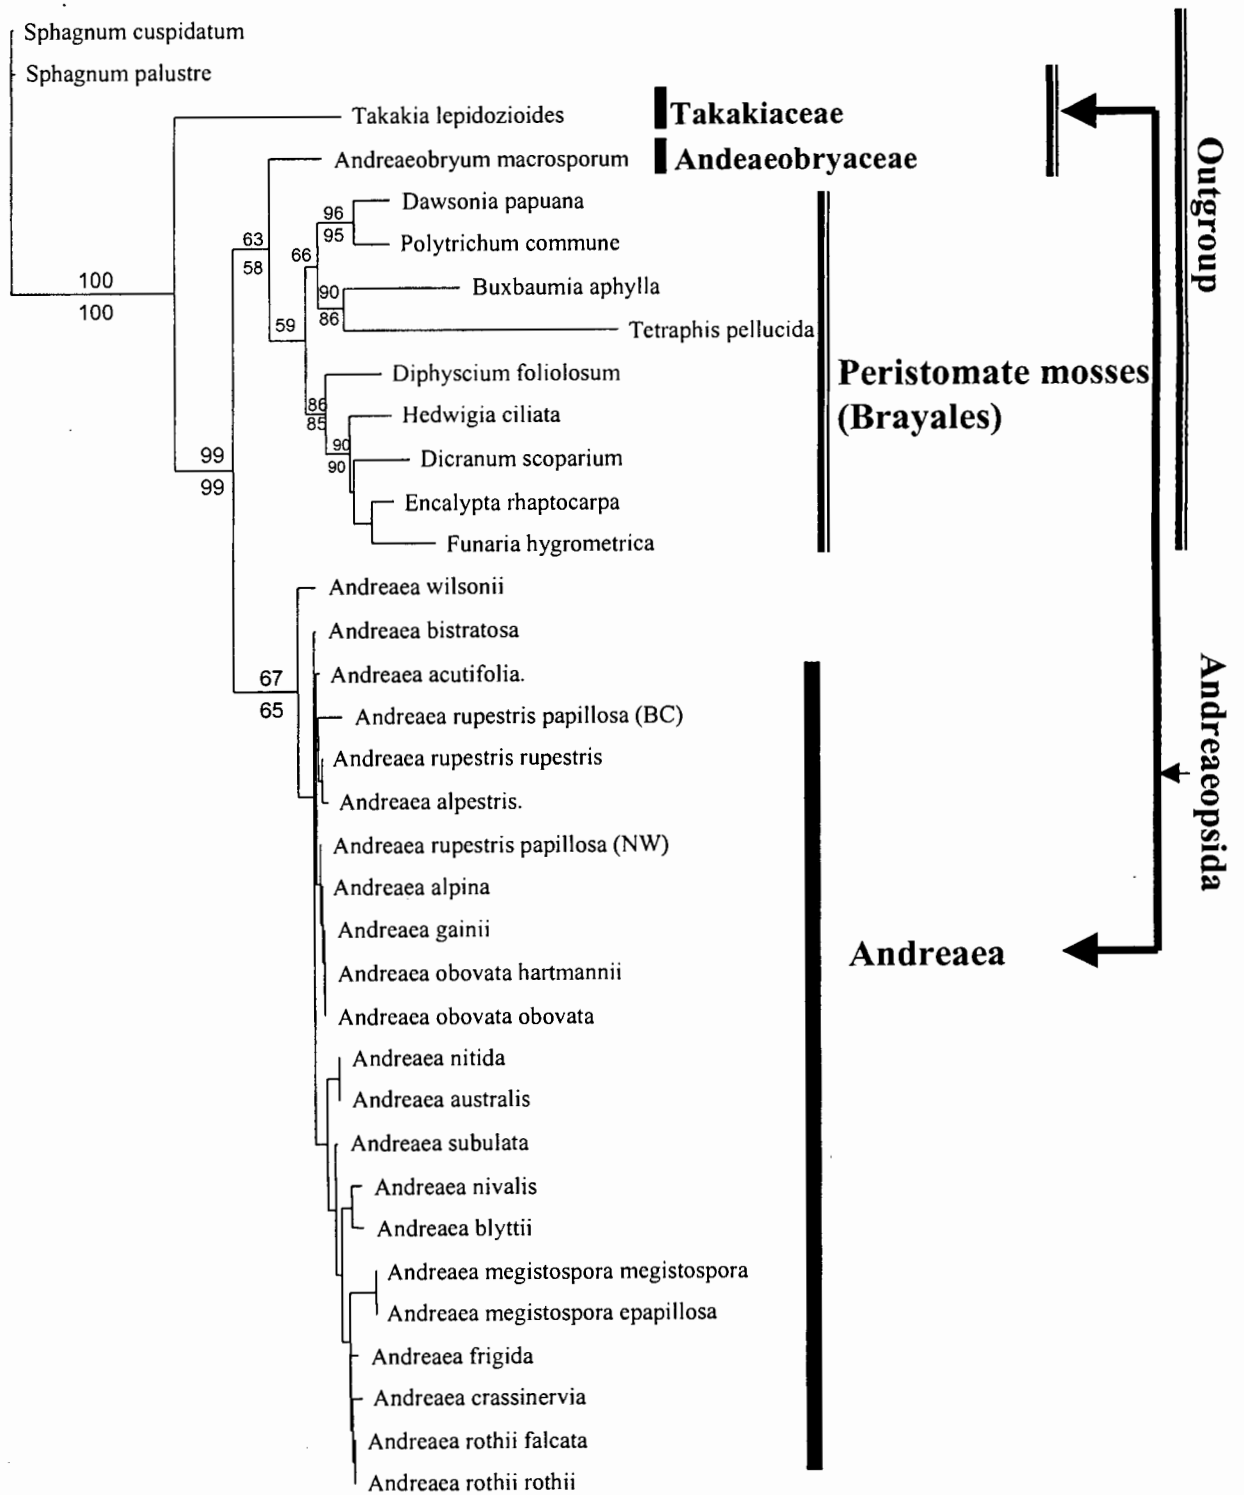 Sphagnum cuspidatum
Sphagnum palustre
Takakia lepidozioides
Takakiaceae
Andreaeobryum macrosporum
Andeaeobryaceae
Dawsonia papuana
96
95
Polytrichum commune
63
58
66
Buxbaumia aphylla
90
86
100
100
Tetraphis pellucida
59
Diphyscium foliolosum
Peristomate mosses
(Brayales)
86
85
Hedwigia ciliata
90
90
Dicranum scoparium
99
99
Encalypta rhaptocarpa
Funaria hygrometrica
Outgroup
Andreaea wilsonii
Andreaea bistratosa
Andreaea acutifolia.
67
65
Andreaea rupestris papillosa (BC)
Andreaea rupestris rupestris
Andreaea alpestris.
Andreaeopsida
Andreaea rupestris papillosa (NW)
Andreaea alpina
Andreaea gainii
Andreaea
Andreaea obovata hartmannii
Andreaea obovata obovata
Andreaea nitida
Andreaea australis
Andreaea subulata
Andreaea nivalis
Andreaea blyttii
Andreaea megistospora megistospora
Andreaea megistospora epapillosa
Andreaea frigida
Andreaea crassinervia
Andreaea rothii falcata
Andreaea rothii rothii